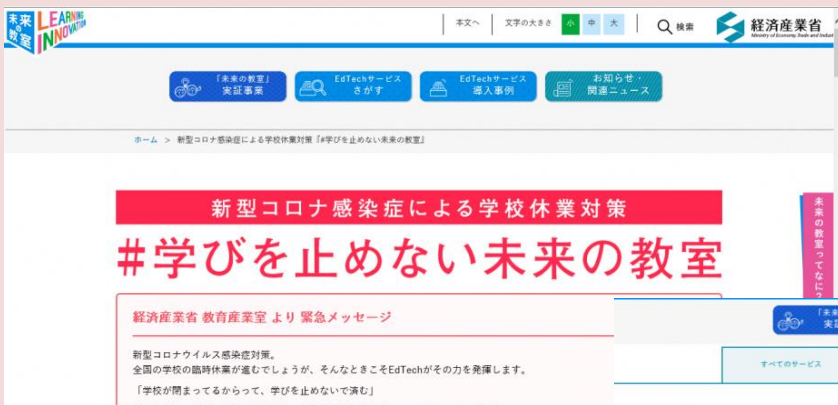 未来の教室 LEARNING INNOVATION
本文へ 文字の大きさ 小 中 大 検索 経済産業省
Ministry of Economy, Trade and Industry
「未来の教室」 実証事業
EdTechサービス さがす
EdTechサービス 導入事例
お知らせ・ 関連ニュース
ホーム > 新型コロナ感染症による学校休業対策『#学びを止めない未来の教室』
新型コロナ感染症による学校休業対策
#学びを止めない未来の教室
未来の教室ってなに?
経済産業省 教育産業室 より 緊急メッセージ
新型コロナウイルス感染症対策。
全国の学校の臨時休業が進むでしょうが、そんなときこそEdTechがその力を発揮します。
「学校が閉まってるからって、学びを止めないで済む」
「未来
実証
すべてのサービス